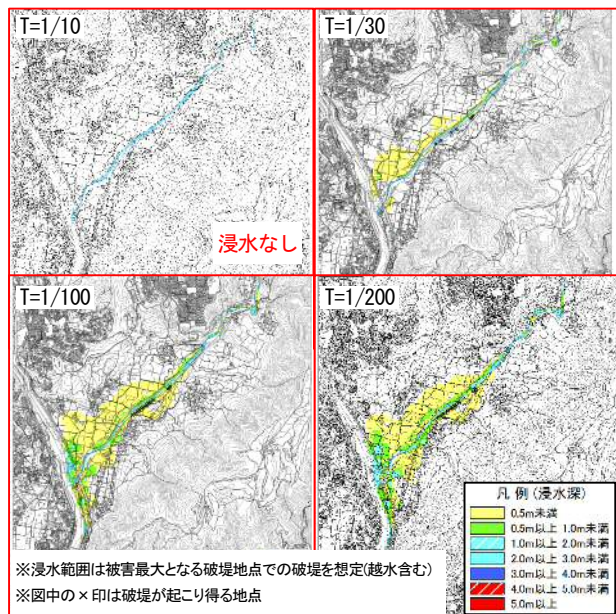 T=1/10
T=1/30
浸水なし
T=1/100
T=1/200
凡 例(浸水深)
0.5m未満
0.5m以上 1.0m未満
1.0m以上 2.0m未満
2.0m以上 3.0m未満
3.0m以上 4.0m未満
4.0m以上 5.0m未満
5.0m以上
※浸水範囲は被害最大となる破堤地点での破堤を想定(越水含む)
※図中の×印は破堤が起こり得る地点